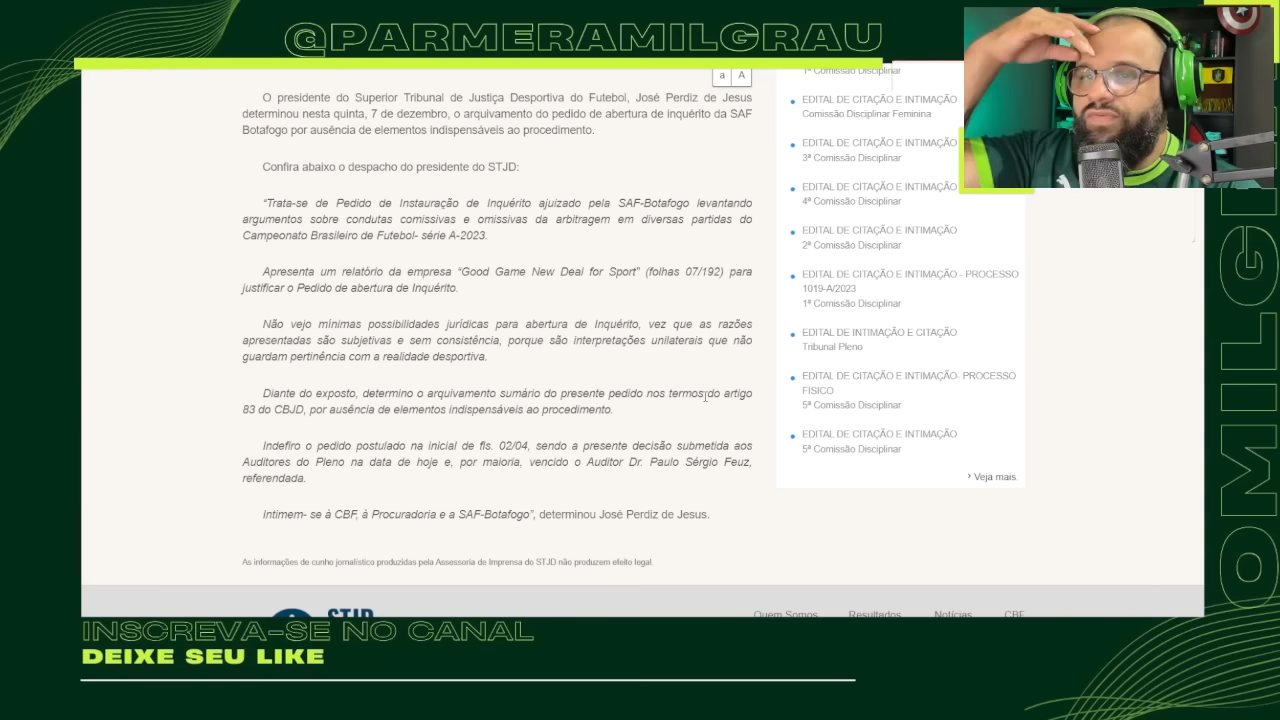 @PARMERAMILGRAU
a A
O presidente do Superior Tribunal de Justiça Desportiva do Futebol, José Perdiz de Jesus
determinou nesta quinta, 7 de dezembro, o arquivamento do pedido de abertura de inquérito da SAF
Botafogo por ausência de elementos indispensáveis ao procedimento.
Confira abaixo o despacho do presidente do STJD:
“Trata-se de Pedido de Instauração de Inquérito ajuizado pela SAF-Botafogo levantando
argumentos sobre condutas comissivas e omissivas da arbitragem em diversas partidas do
Campeonato Brasileiro de Futebol- série A-2023.
Apresenta um relatório da empresa “Good Game New Deal for Sport” (folhas 07/192) para
justificar o Pedido de abertura de Inquérito.
Não vejo mínimas possibilidades jurídicas para abertura de Inquérito, vez que as razões
apresentadas são subjetivas e sem consistência, porque são interpretações unilaterais que não
guardam pertinência com a realidade desportiva.
Diante do exposto, determino o arquivamento sumário do presente pedido nos termos do artigo
83 do CBJD, por ausência de elementos indispensáveis ao procedimento.
Indefiro o pedido postulado na inicial de fls. 02/04, sendo a presente decisão submetida aos
Auditores do Pleno na data de hoje e, por maioria, vencido o Auditor Dr. Paulo Sérgio Feuz,
referendada.
Intimem- se à CBF, à Procuradoria e a SAF-Botafogo”, determinou José Perdiz de Jesus.
As informações de cunho jornalístico produzidas pela Assessoria de Imprensa do STJD não produzem efeito legal.
1ª Comissão Disciplinar
EDITAL DE CITAÇÃO E INTIMAÇÃO
Comissão Disciplinar Feminina
EDITAL DE CITAÇÃO E INTIMAÇÃO
3ª Comissão Disciplinar
EDITAL DE CITAÇÃO E INTIMAÇÃO
4ª Comissão Disciplinar
EDITAL DE CITAÇÃO E INTIMAÇÃO
2ª Comissão Disciplinar
EDITAL DE CITAÇÃO E INTIMAÇÃO - PROCESSO
1019-A/2023
1ª Comissão Disciplinar
EDITAL DE INTIMAÇÃO E CITAÇÃO
Tribunal Pleno
EDITAL DE CITAÇÃO E INTIMAÇÃO- PROCESSO
FISICO
5ª Comissão Disciplinar
EDITAL DE CITAÇÃO E INTIMAÇÃO
5ª Comissão Disciplinar
› Veja mais.
STJD
Quem Somos Resultados Notícias CBF
INSCREVA-SE NO CANAL
DEIXE SEU LIKE
OMILG